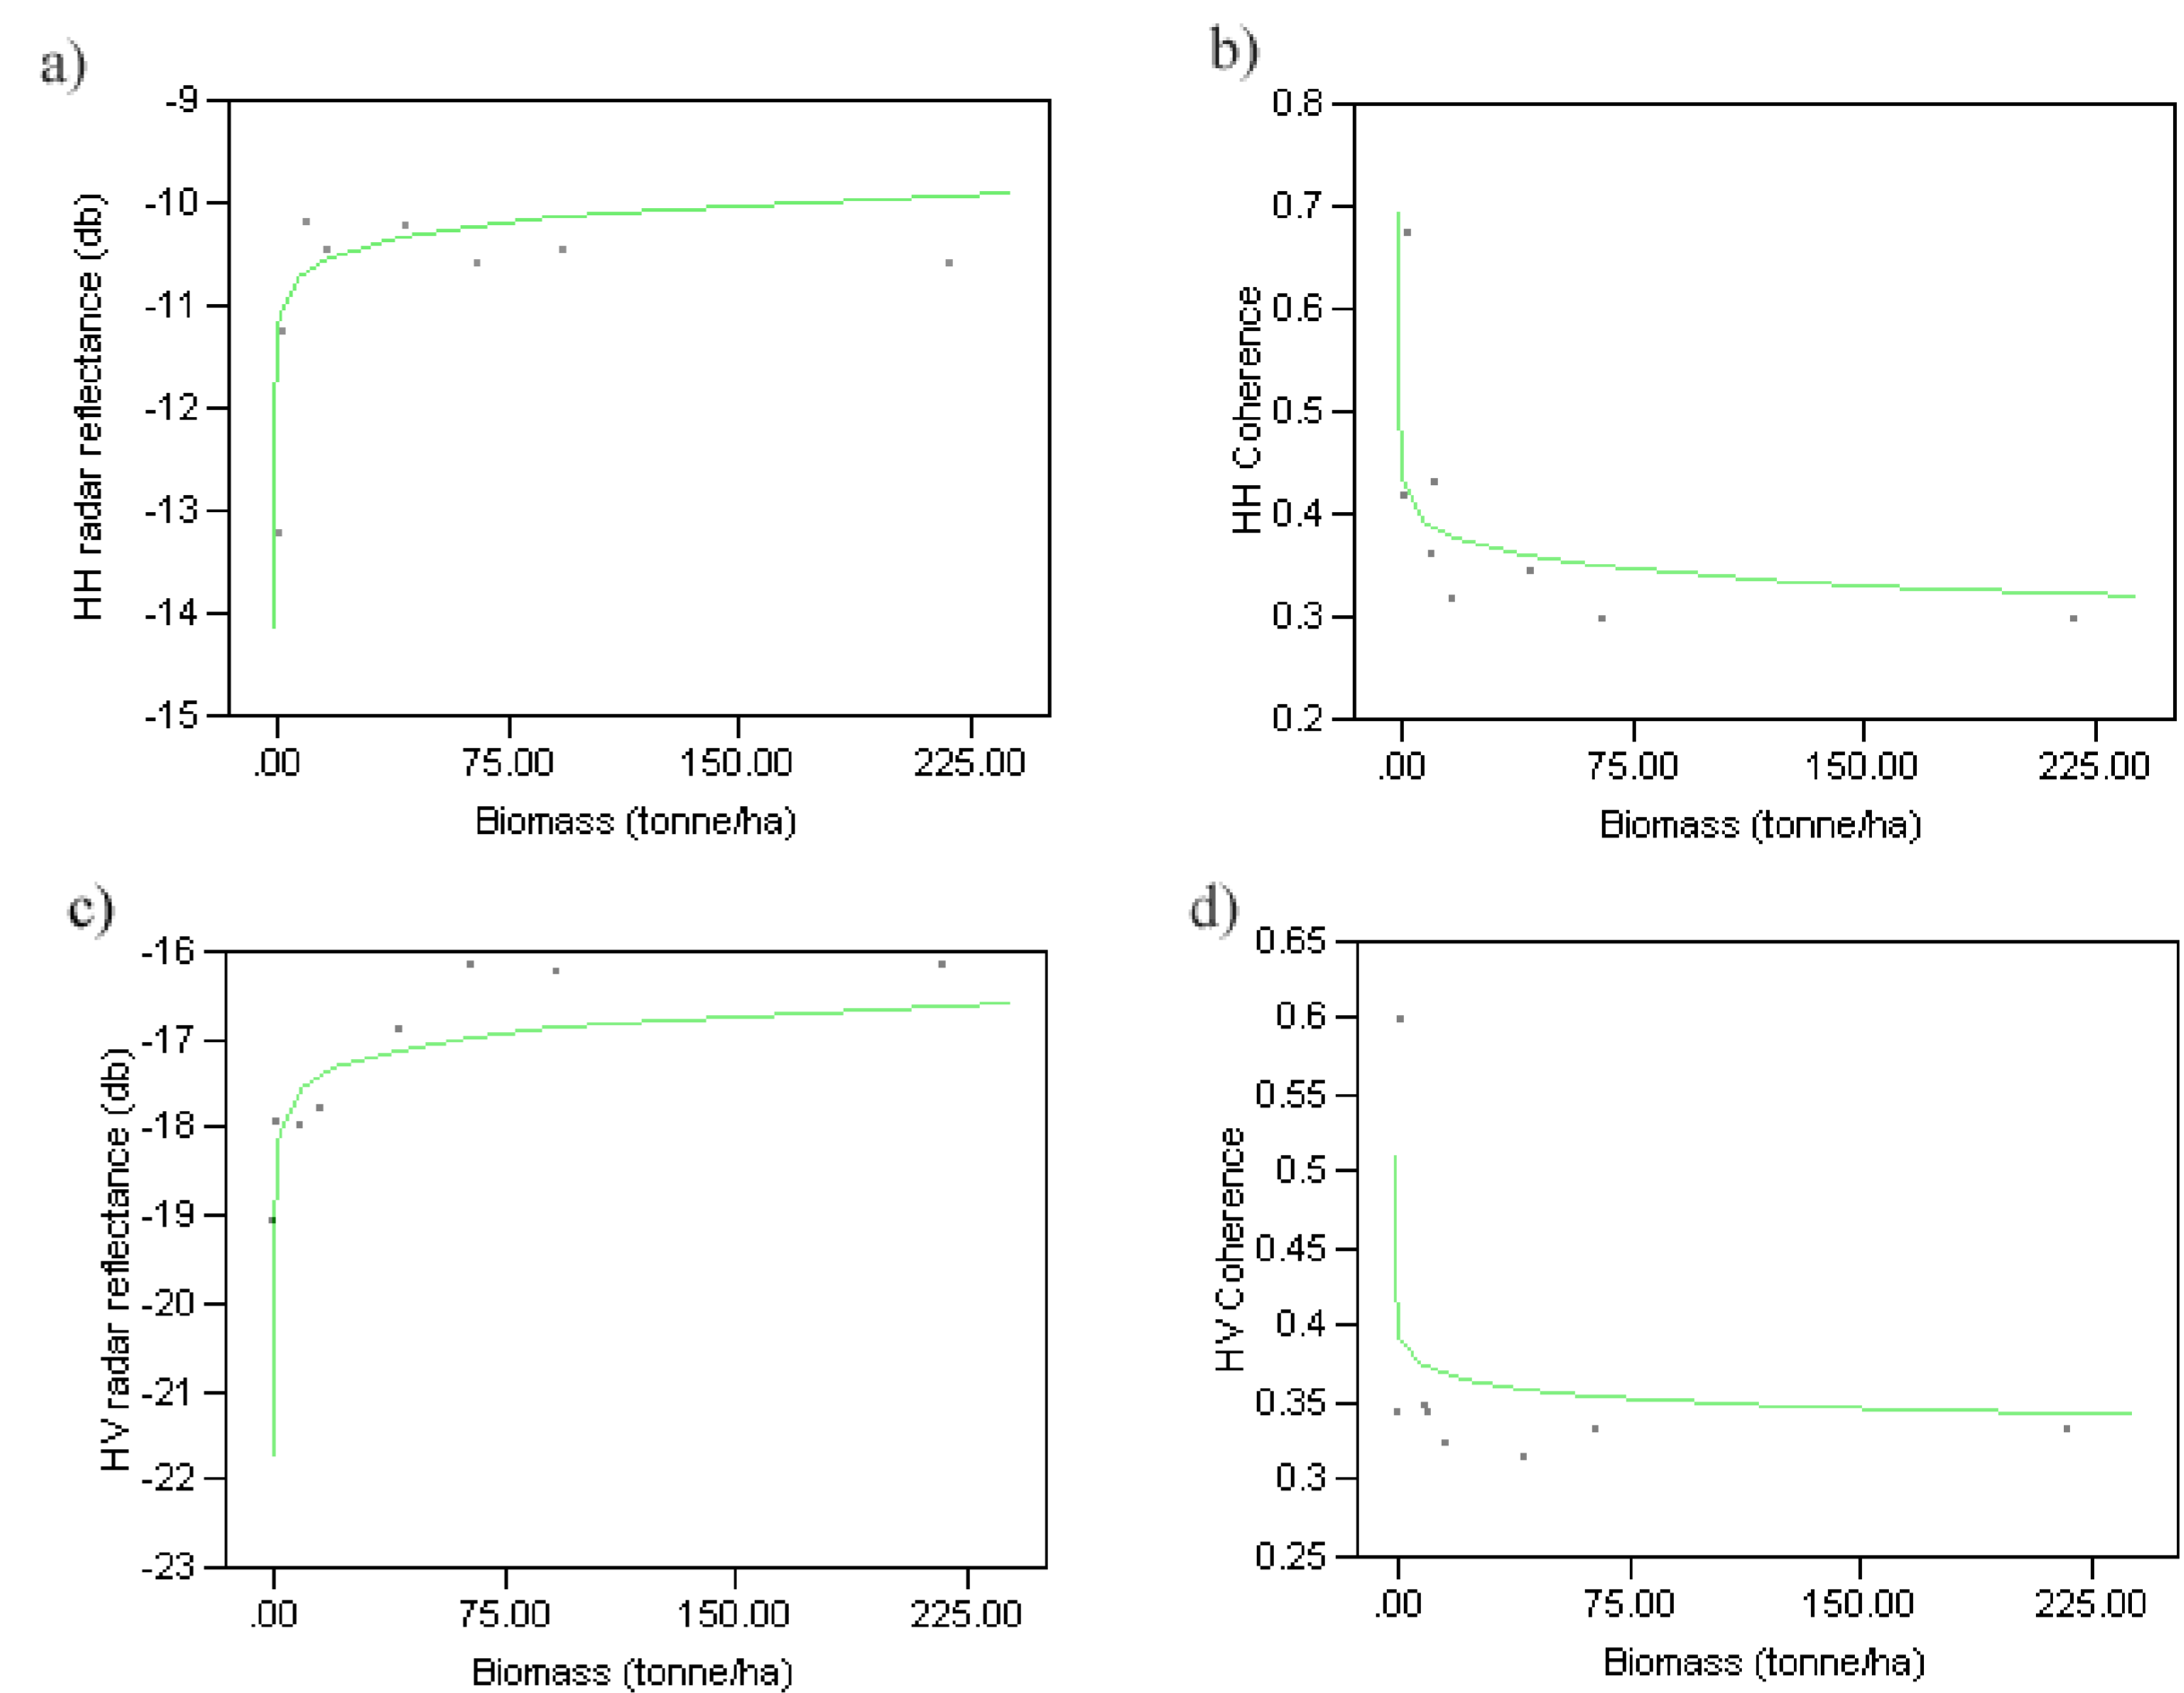 a)
-9
-10
-11
-12
-13
-14
-15
HH radar reflectance (db)
.00 75.00 150.00 225.00
Biomass (tonne/ha)
b)
0.8
0.7
0.6
0.5
0.4
0.3
0.2
HH Coherence
.00 75.00 150.00 225.00
Biomass (tonne/ha)
c)
-16
-17
-18
-19
-20
-21
-22
-23
HV radar reflectance (db)
.00 75.00 150.00 225.00
Biomass (tonne/ha)
d)
0.65
0.6
0.55
0.5
0.45
0.4
0.35
0.3
0.25
HV Coherence
.00 75.00 150.00 225.00
Biomass (tonne/ha)